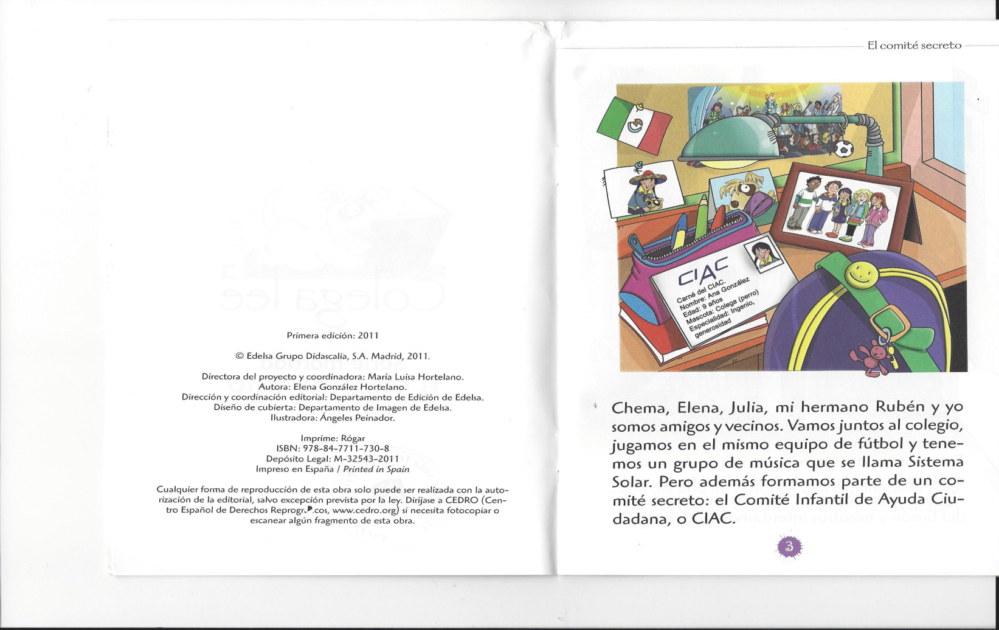 Primera edición: 2011
© Edelsa Grupo Didascalia, S.A. Madrid, 2011.
Directora del proyecto y coordinadora: María Luisa Hortelano.
Autora: Elena González Hortelano.
Dirección y coordinación editorial: Departamento de Edición de Edelsa.
Diseño de cubierta: Departamento de Imagen de Edelsa.
Ilustradora: Ángeles Peinador.
Imprime: Rógar
ISBN: 978-84-7711-730-8
Depósito Legal: M-32543-2011
Impreso en España / Printed in Spain
Cualquier forma de reproducción de esta obra solo puede ser realizada con la auto-
rización de la editorial, salvo excepción prevista por la ley. Diríjase a CEDRO (Cen-
tro Español de Derechos Reprográficos, www.cedro.org) si necesita fotocopiar o
escanear algún fragmento de esta obra.
El comité secreto
CIAC
Carné del CIAC.
Nombre: Ana González
Edad: 9 años
Mascota: Colega (perro)
Especialidad: Ingenio,
generosidad
Chema, Elena, Julia, mi hermano Rubén y yo
somos amigos y vecinos. Vamos juntos al colegio,
jugamos en el mismo equipo de fútbol y tene-
mos un grupo de música que se llama Sistema
Solar. Pero además formamos parte de un co-
mité secreto: el Comité Infantil de Ayuda Ciu-
dadana, o CIAC.
3